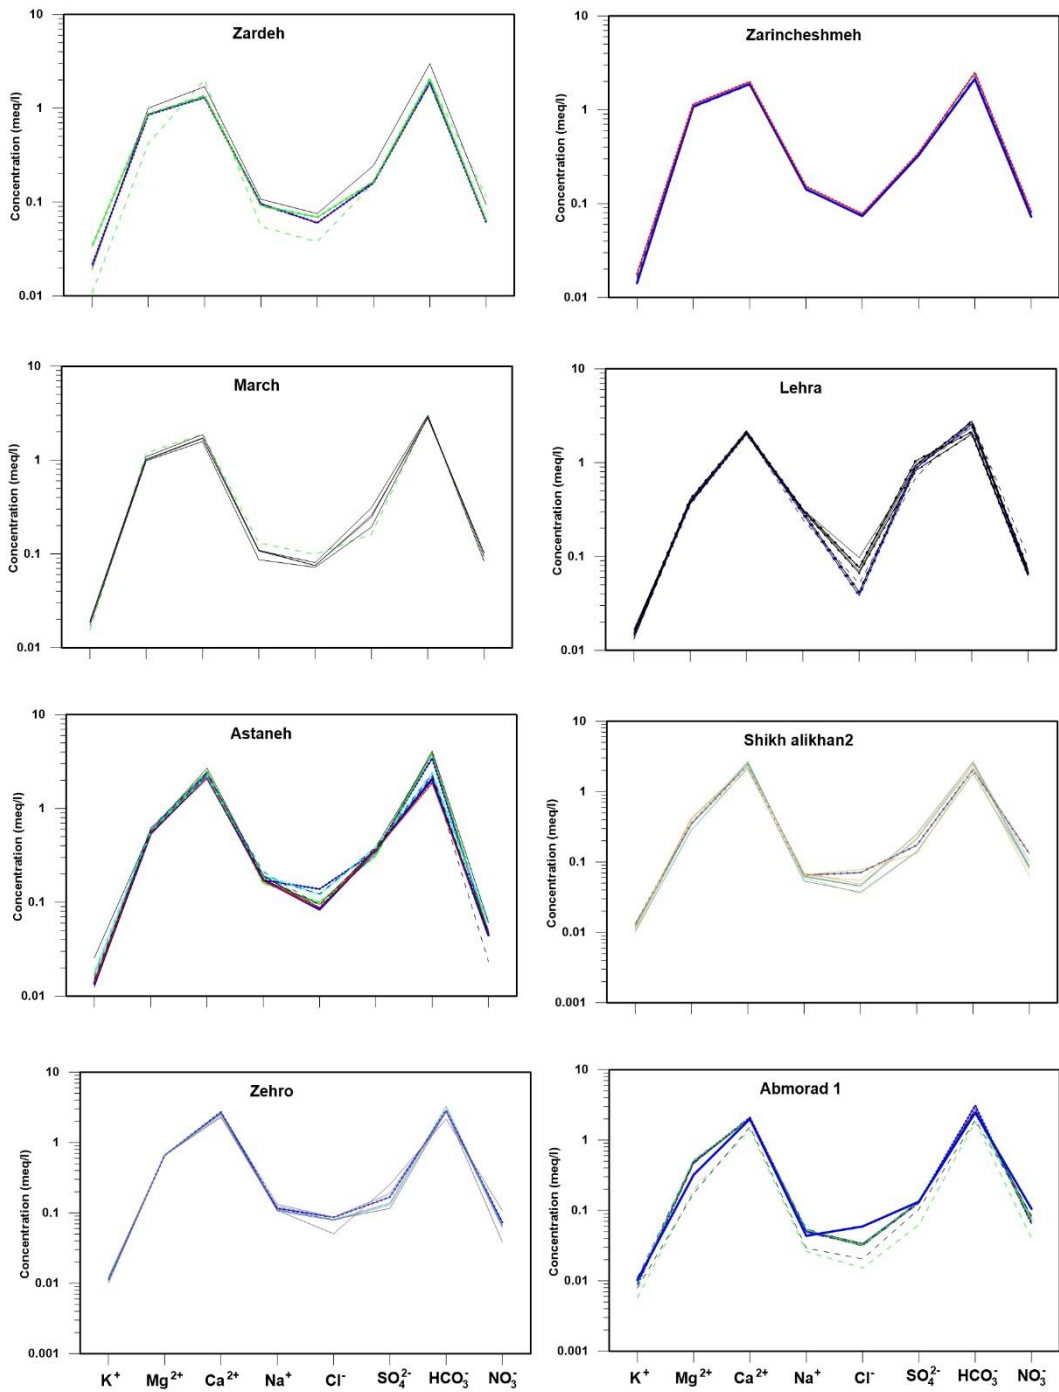 Zardeh
Concentration (meq/l)
10
1
0.1
0.01
Zarincheshmeh
Concentration (meq/l)
10
1
0.1
0.01
March
Concentration (meq/l)
10
1
0.1
0.01
Lehra
Concentration (meq/l)
10
1
0.1
0.01
Astaneh
Concentration (meq/l)
10
1
0.1
0.01
Shikh alikhan2
Concentration (meq/l)
10
1
0.1
0.01
0.001
Zehro
Concentration (meq/l)
10
1
0.1
0.01
0.001
K⁺ Mg²⁺ Ca²⁺ Na⁺ Cl⁻ SO₄²⁻ HCO₃⁻ NO₃⁻
Abmorad 1
Concentration (meq/l)
10
1
0.1
0.01
0.001
K⁺ Mg²⁺ Ca²⁺ Na⁺ Cl⁻ SO₄²⁻ HCO₃⁻ NO₃⁻